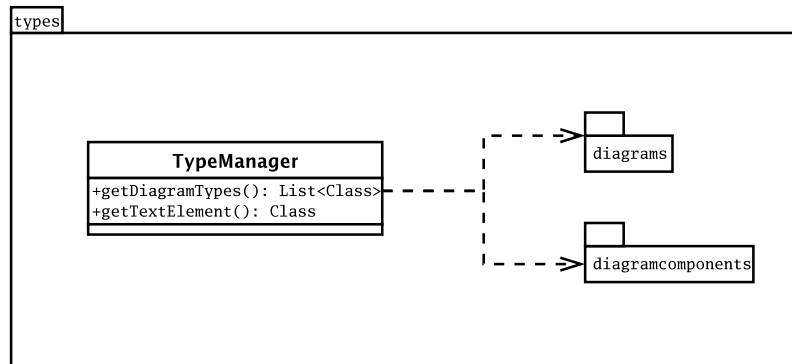 types
TypeManager
+getDiagramTypes(): List<Class>
+getTextElement(): Class
diagrams
diagramcomponents